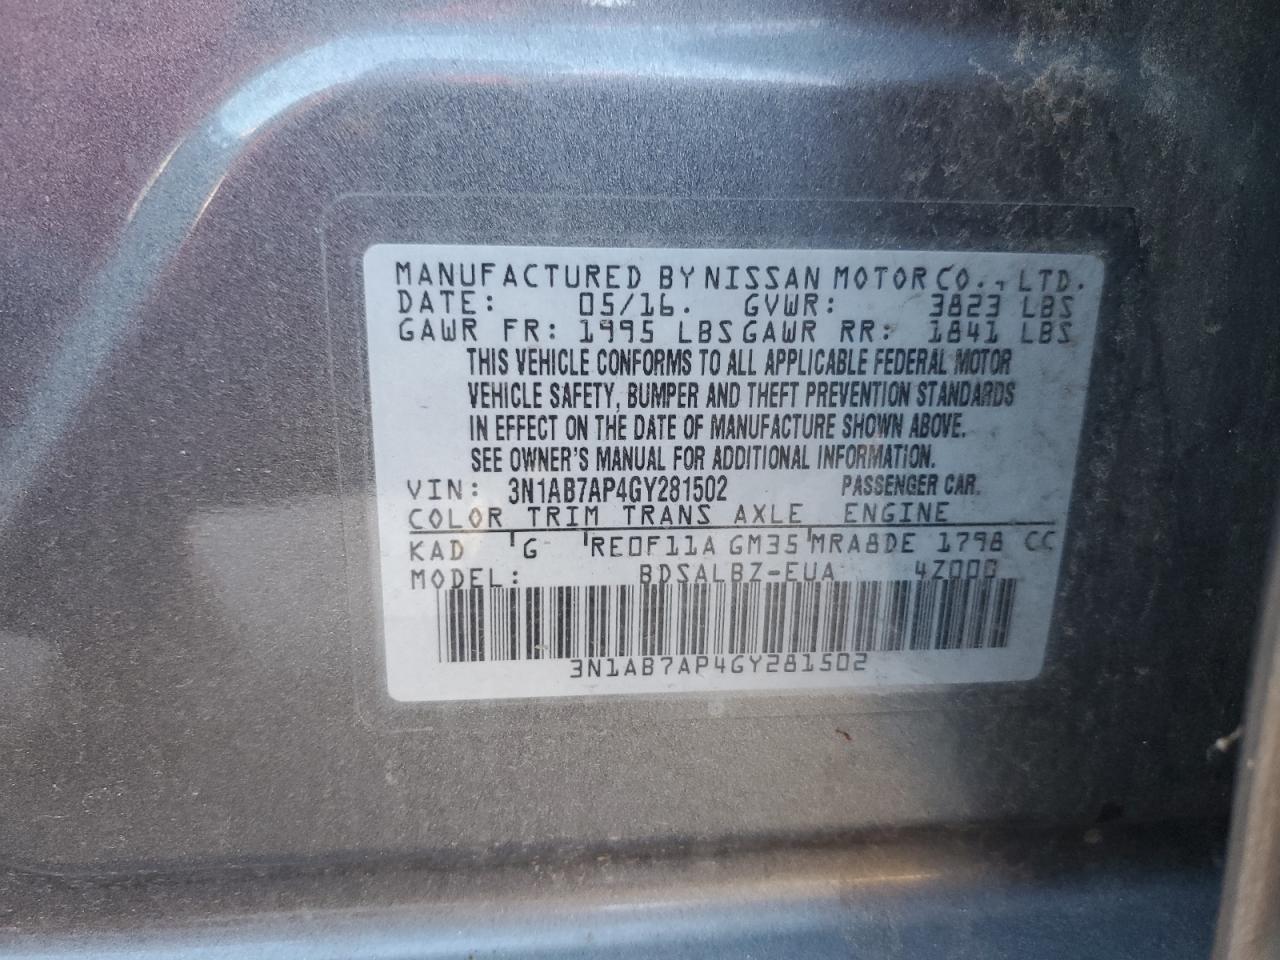 MANUFACTURED BY NISSAN MOTOR CO., LTD.
DATE: 05/16. GVWR: 3823 LBS
GAWR FR: 1995 LBS GAWR RR: 1841 LBS
THIS VEHICLE CONFORMS TO ALL APPLICABLE FEDERAL MOTOR
VEHICLE SAFETY, BUMPER AND THEFT PREVENTION STANDARDS
IN EFFECT ON THE DATE OF MANUFACTURE SHOWN ABOVE.
SEE OWNER'S MANUAL FOR ADDITIONAL INFORMATION.
VIN: 3N1AB7AP4GY281502 PASSENGER CAR.
COLOR TRIM TRANS AXLE ENGINE
KAD G RE0F11A GM35 MRA8DE 1798 CC
MODEL: BDSALBZ-EUA
3N1AB7AP4GY281502